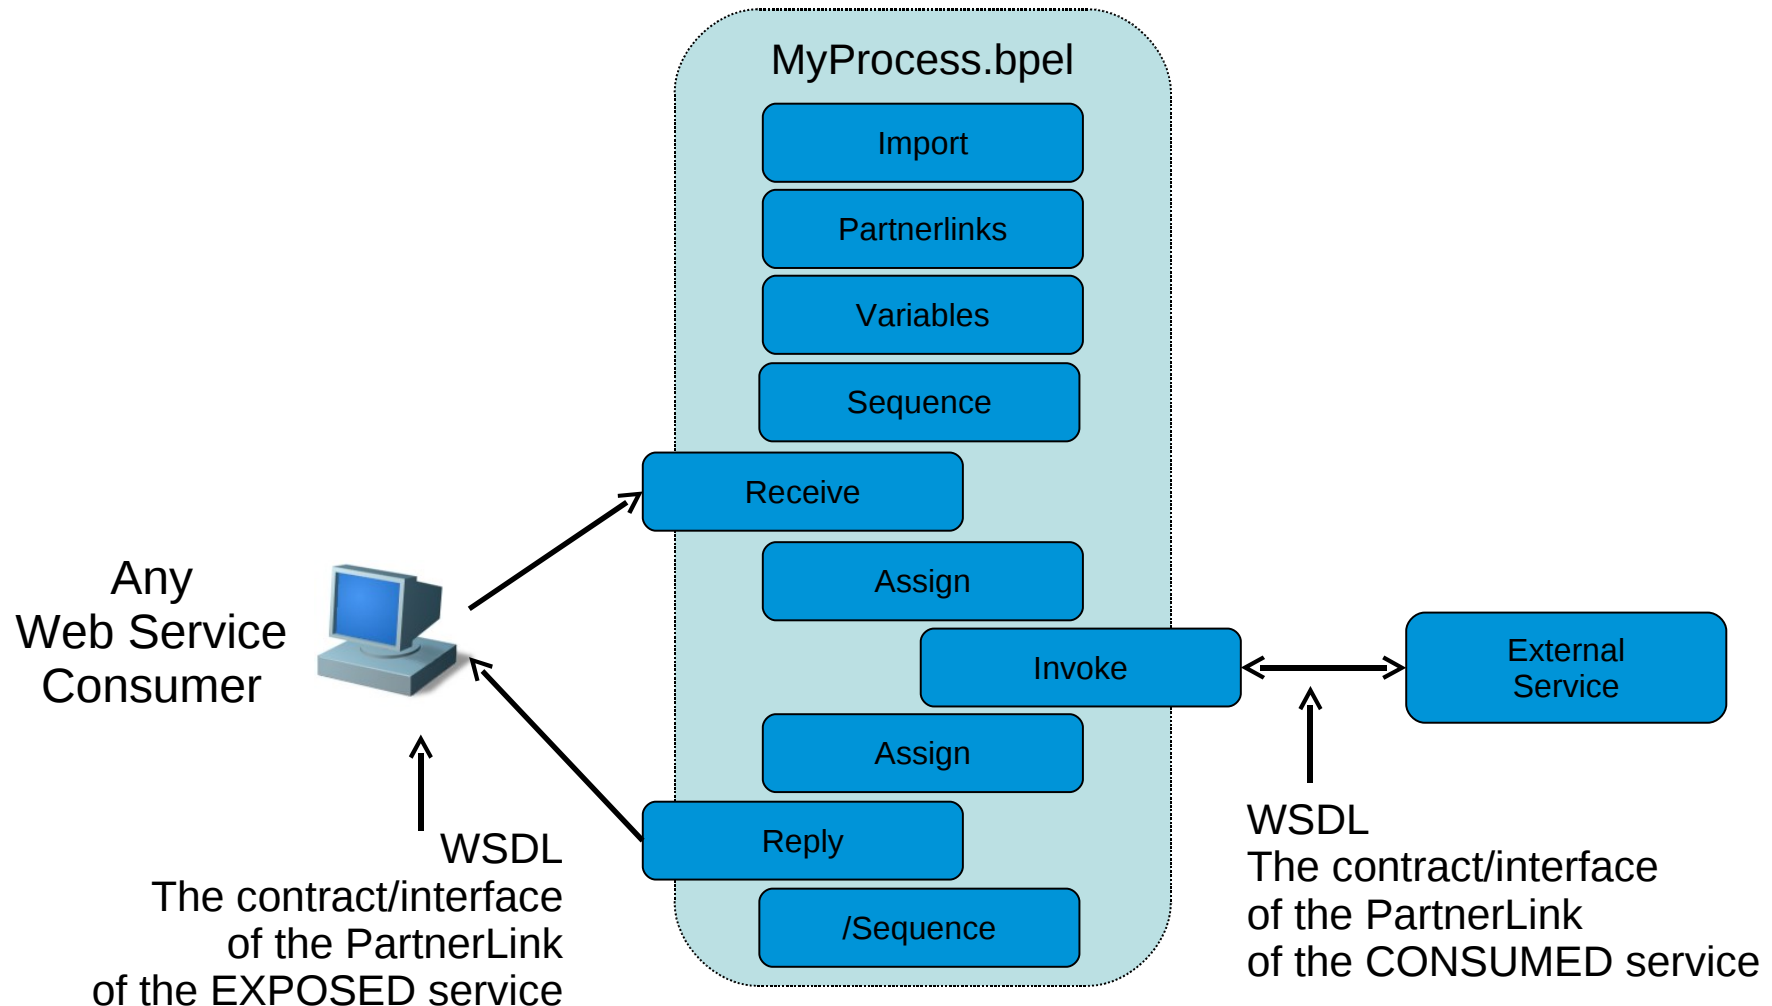 MyProcess.bpel
Import
Partnerlinks
Variables
Sequence
Receive
Assign
Invoke
Assign
Reply
/Sequence
Any
Web Service
Consumer
External
Service
WSDL
The contract/interface
of the PartnerLink
of the EXPOSED service
WSDL
The contract/interface
of the PartnerLink
of the CONSUMED service